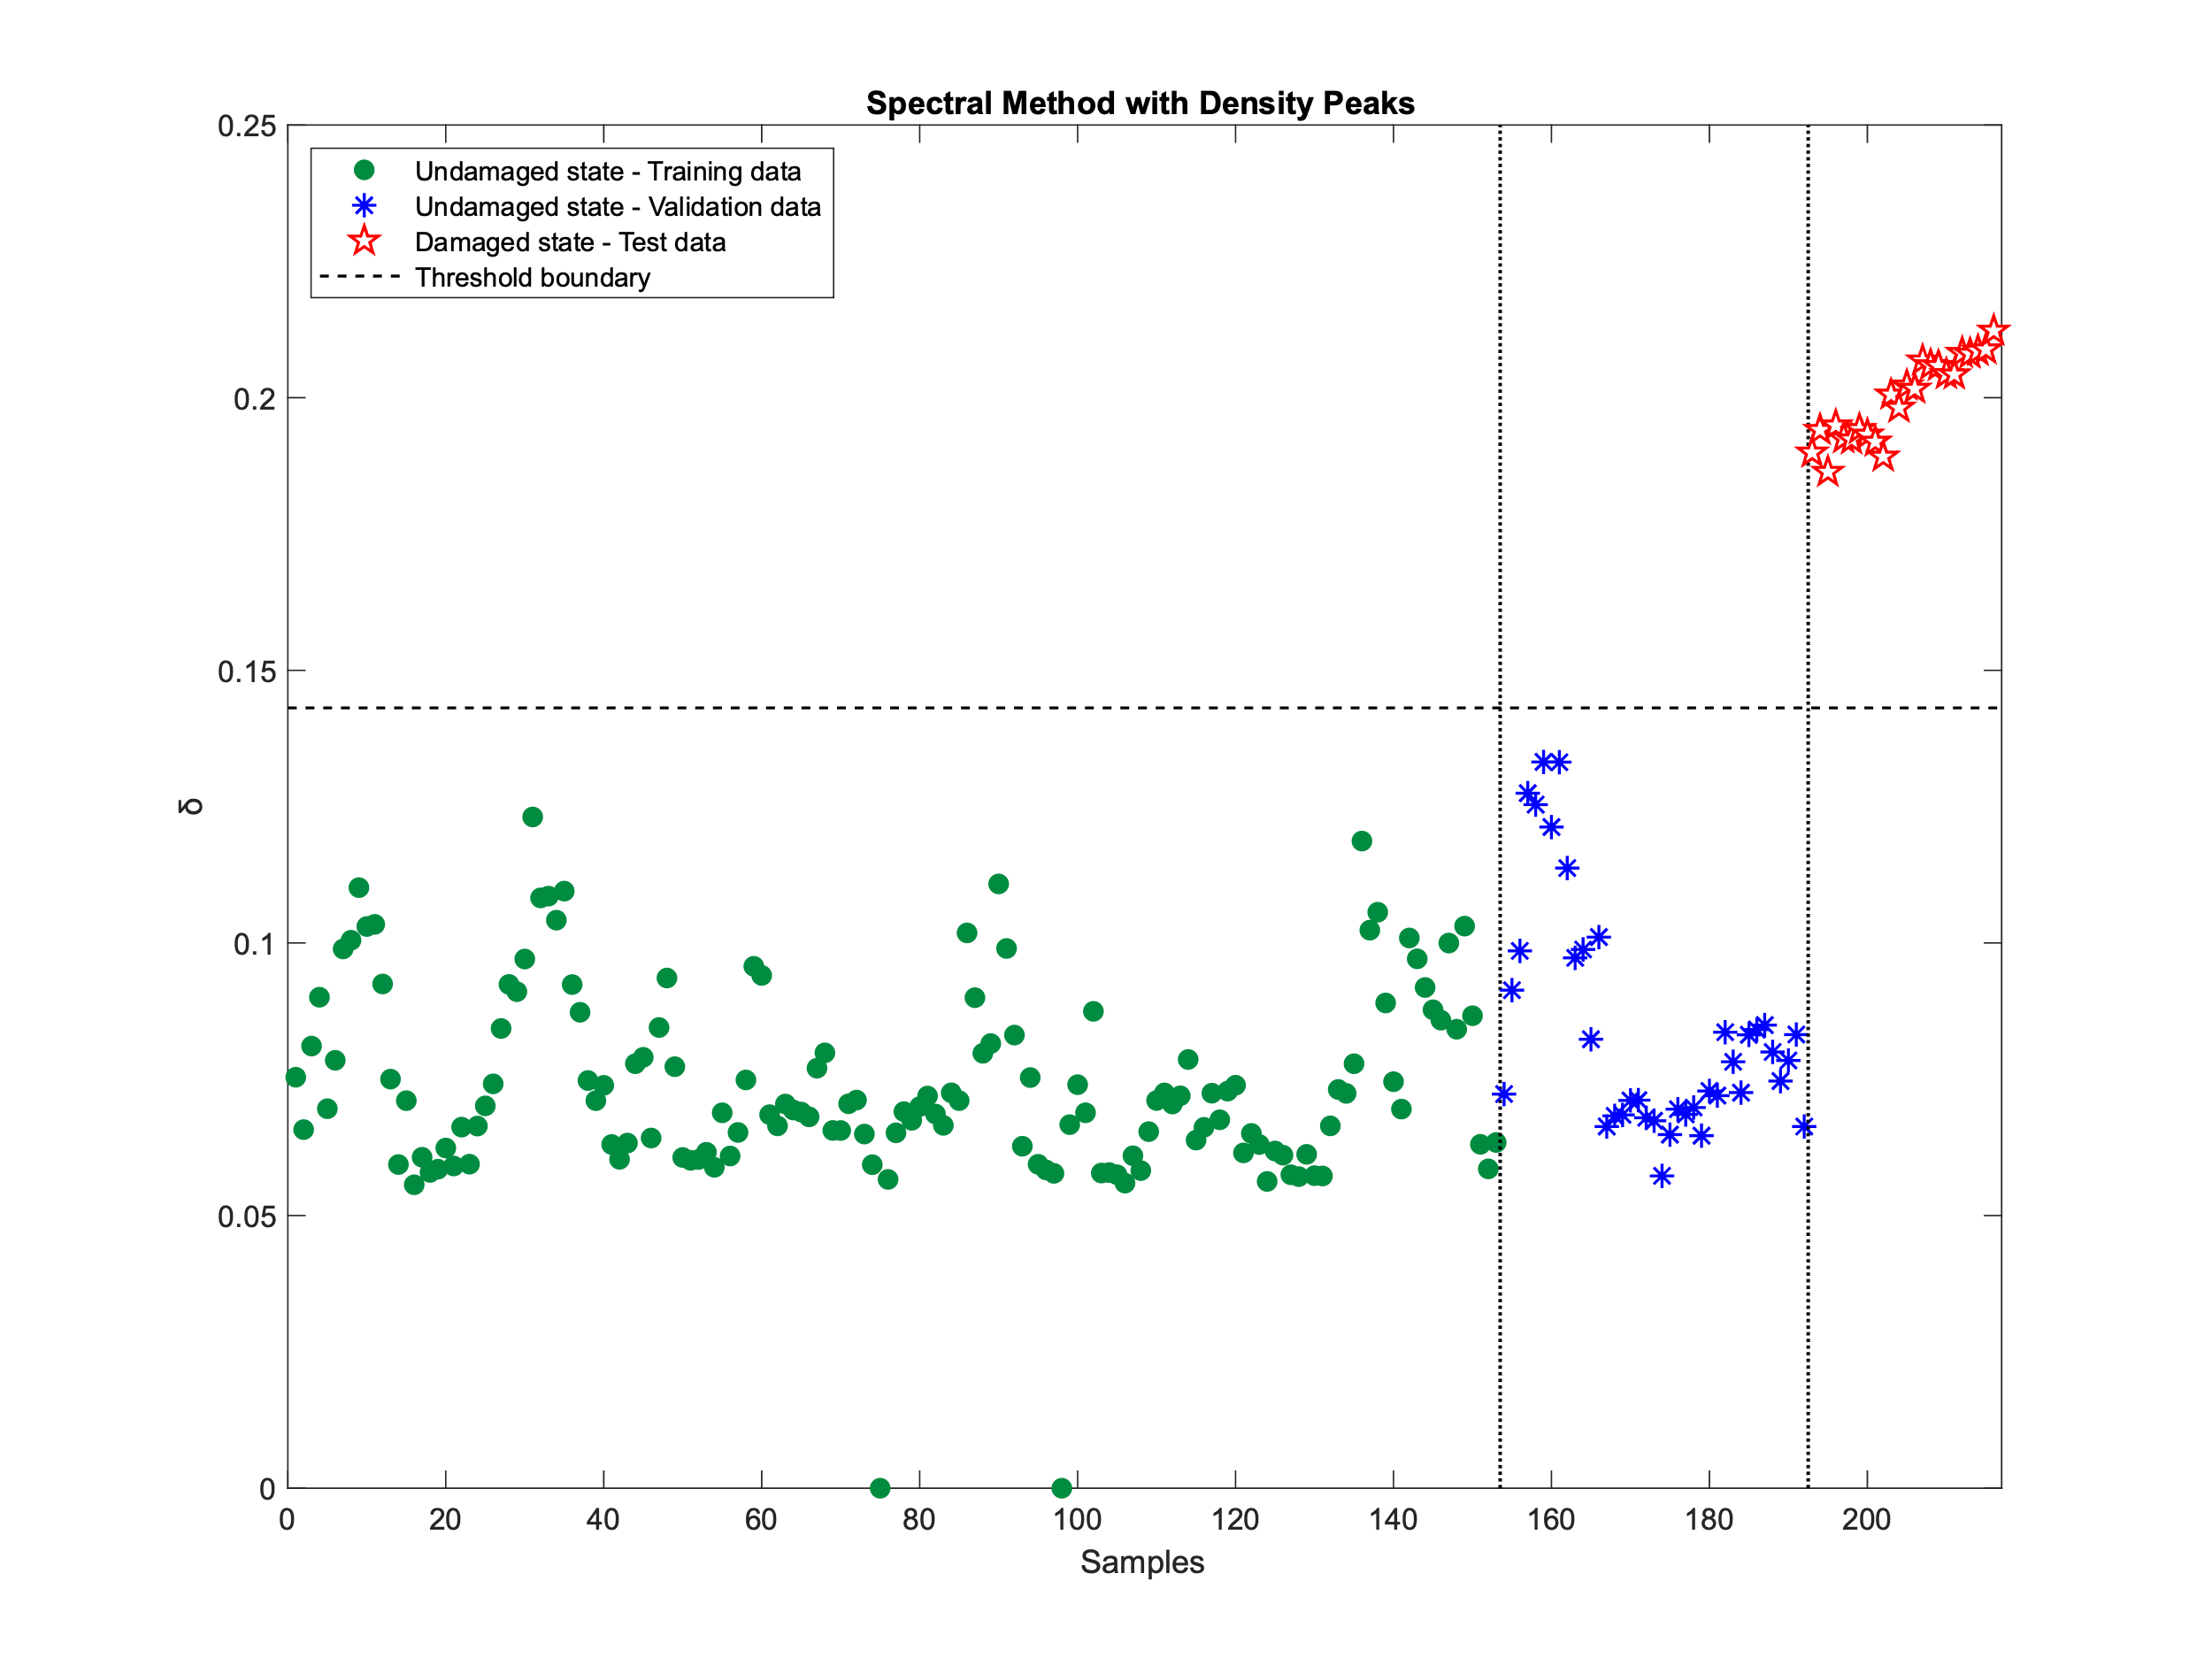 Spectral Method with Density Peaks
0.25
0.2
0.15
0.1
0.05
0
δ
Undamaged state - Training data
Undamaged state - Validation data
Damaged state - Test data
Threshold boundary
0 20 40 60 80 100 120 140 160 180 200
Samples